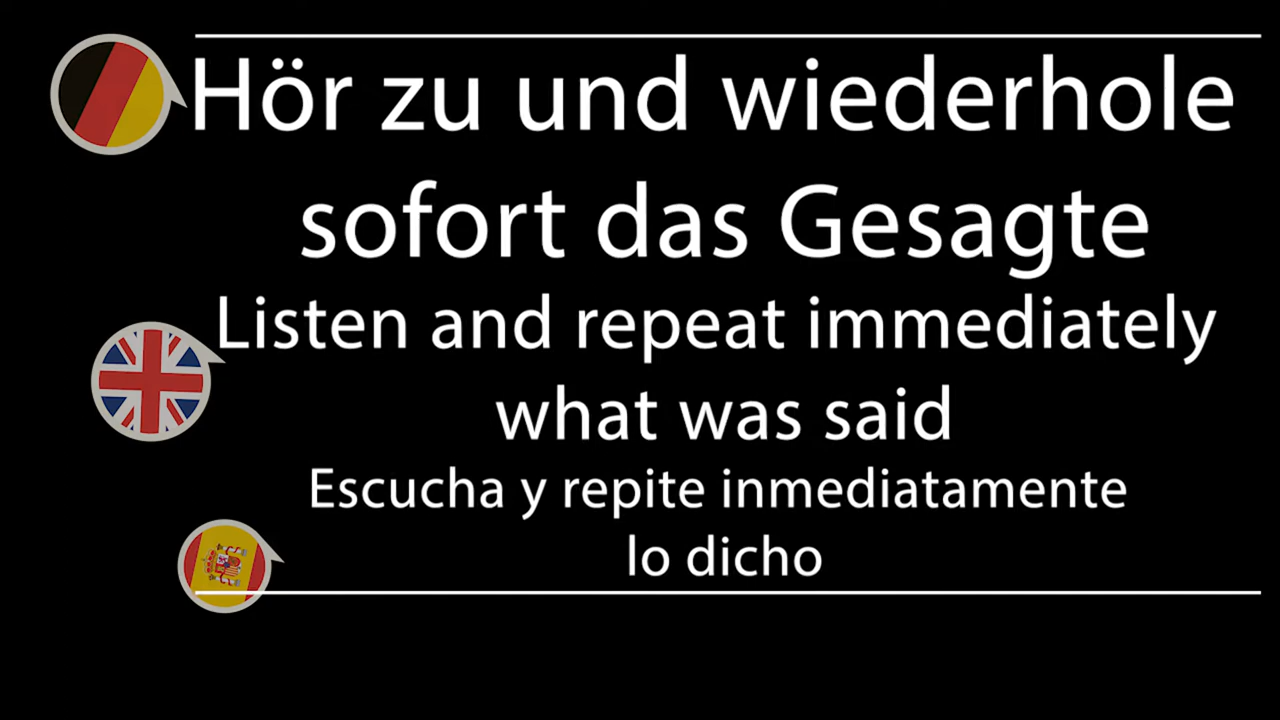 Hör zu und wiederhole
sofort das Gesagte
Listen and repeat immediately
what was said
Escucha y repite inmediatamente
lo dicho